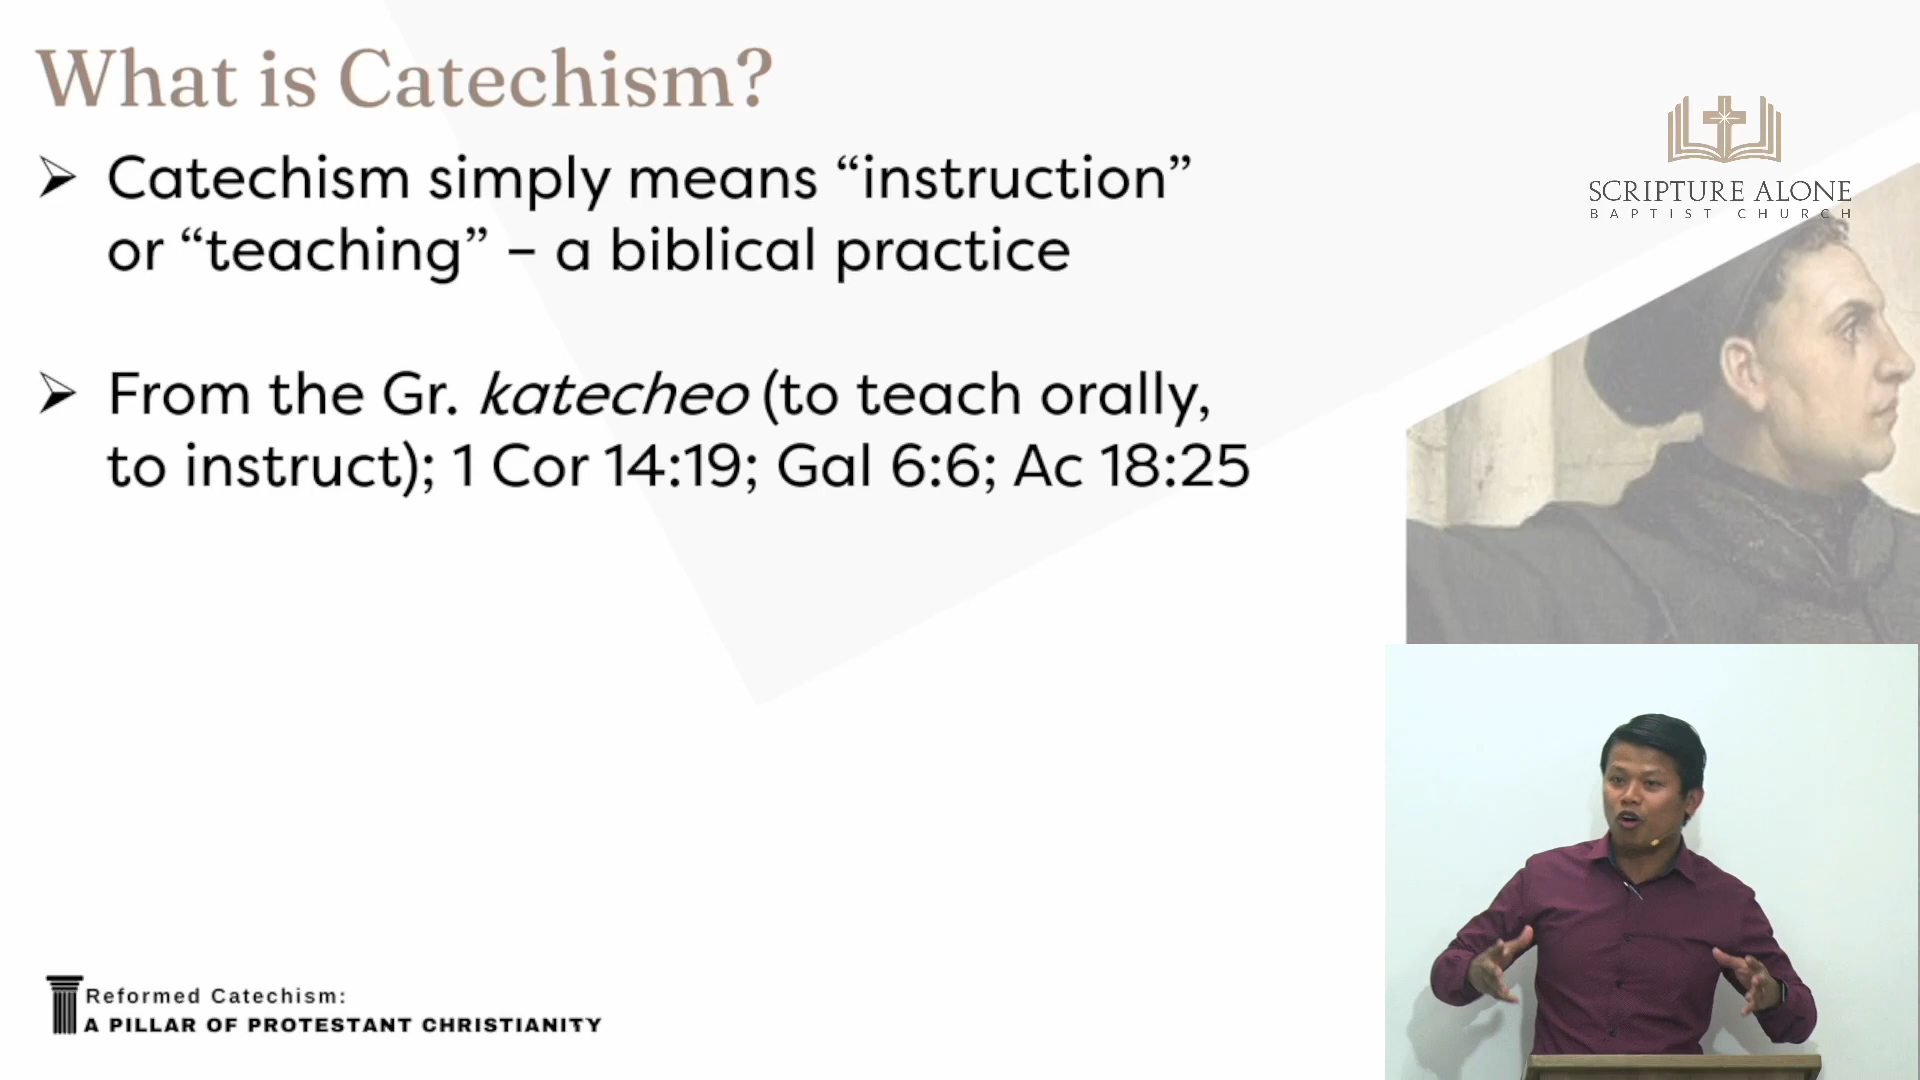 What is Catechism?
➢ Catechism simply means “instruction”
or “teaching” – a biblical practice
➢ From the Gr. katecheo (to teach orally,
to instruct); 1 Cor 14:19; Gal 6:6; Ac 18:25
SCRIPTURE ALONE
BAPTIST CHURCH
Reformed Catechism:
A PILLAR OF PROTESTANT CHRISTIANITY